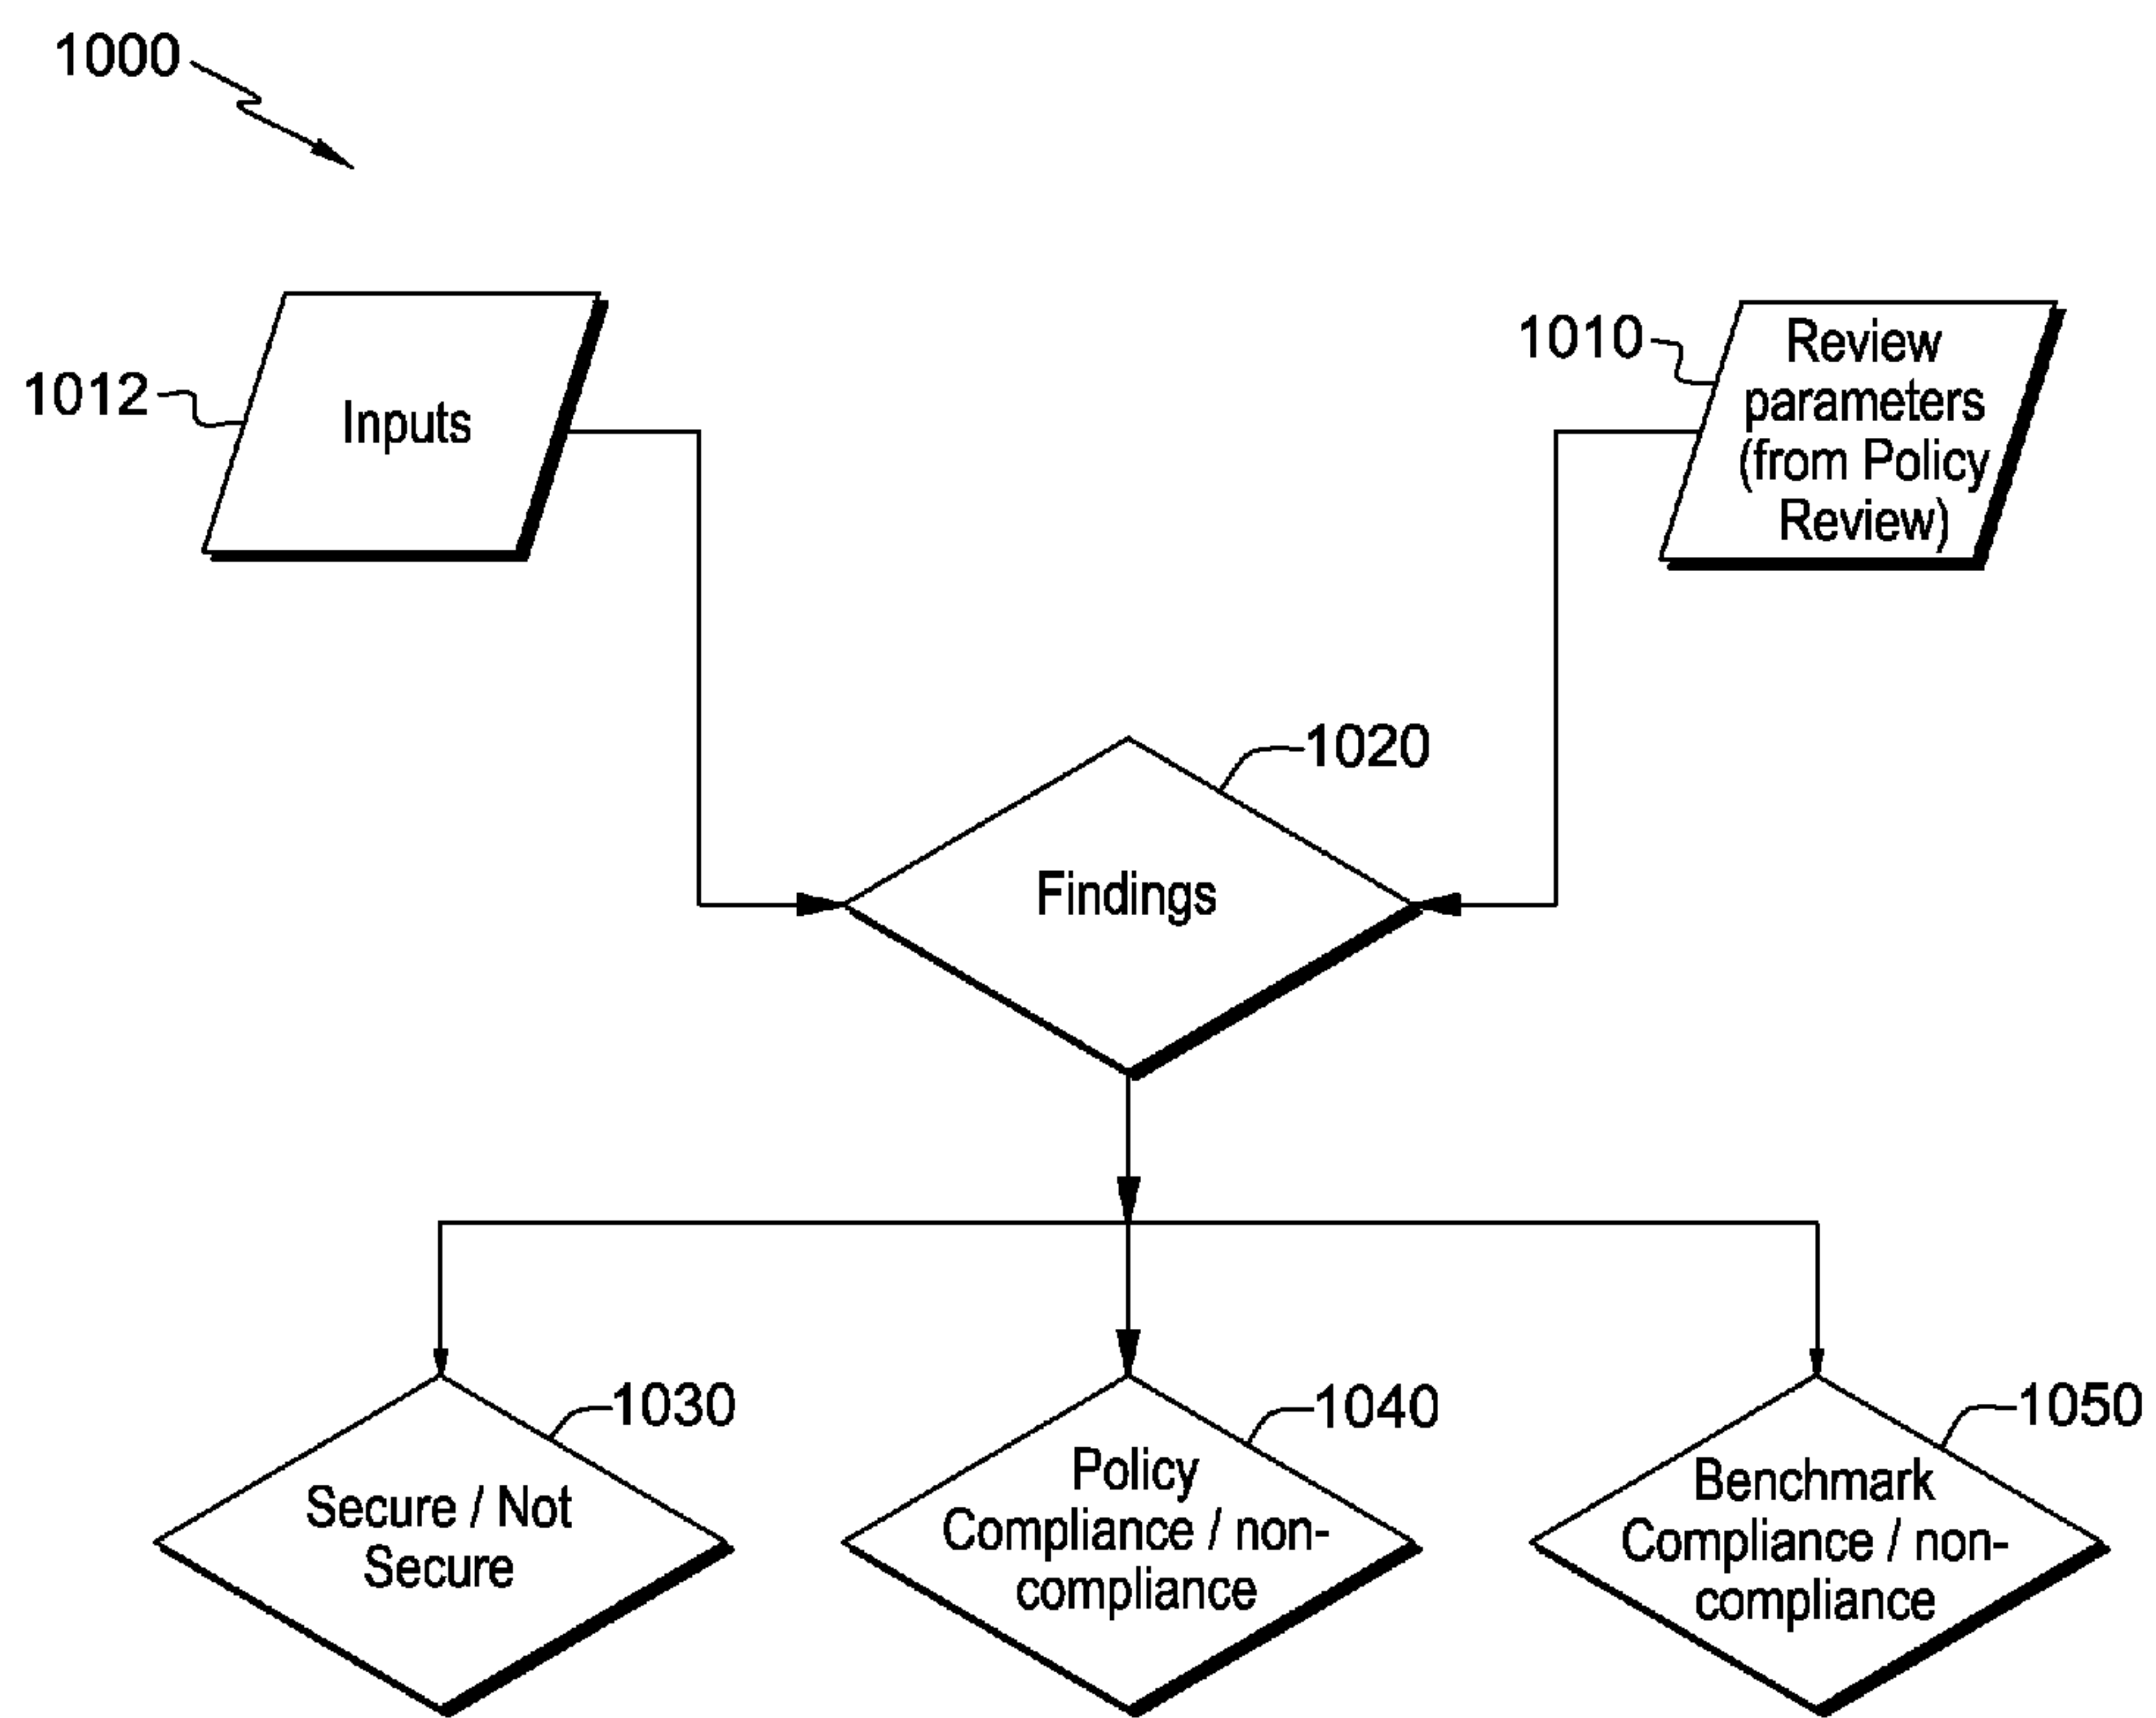 1000
1012
Inputs
1010
Review
parameters
(from Policy
Review)
1020
Findings
1030
Secure / Not
Secure
1040
Policy
Compliance / non-
compliance
1050
Benchmark
Compliance / non-
compliance